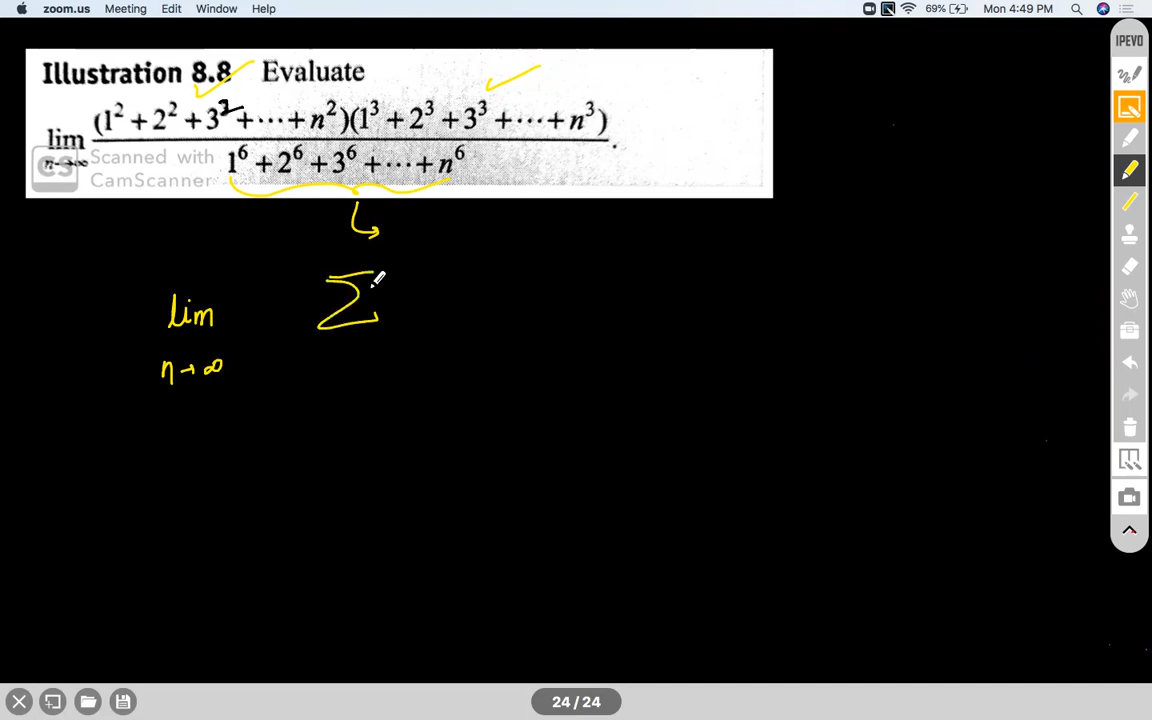 zoom.us Meeting Edit Window Help 69% Mon 4:49 PM
IPEVO
Illustration 8.8 Evaluate
lim n→∞ (1² + 2² + 3² + ··· + n²)(1³ + 2³ + 3³ + ··· + n³) / 1⁶ + 2⁶ + 3⁶ + ··· + n⁶ .
CS Scanned with
CamScanner
lim Σ
n→∞
24 / 24